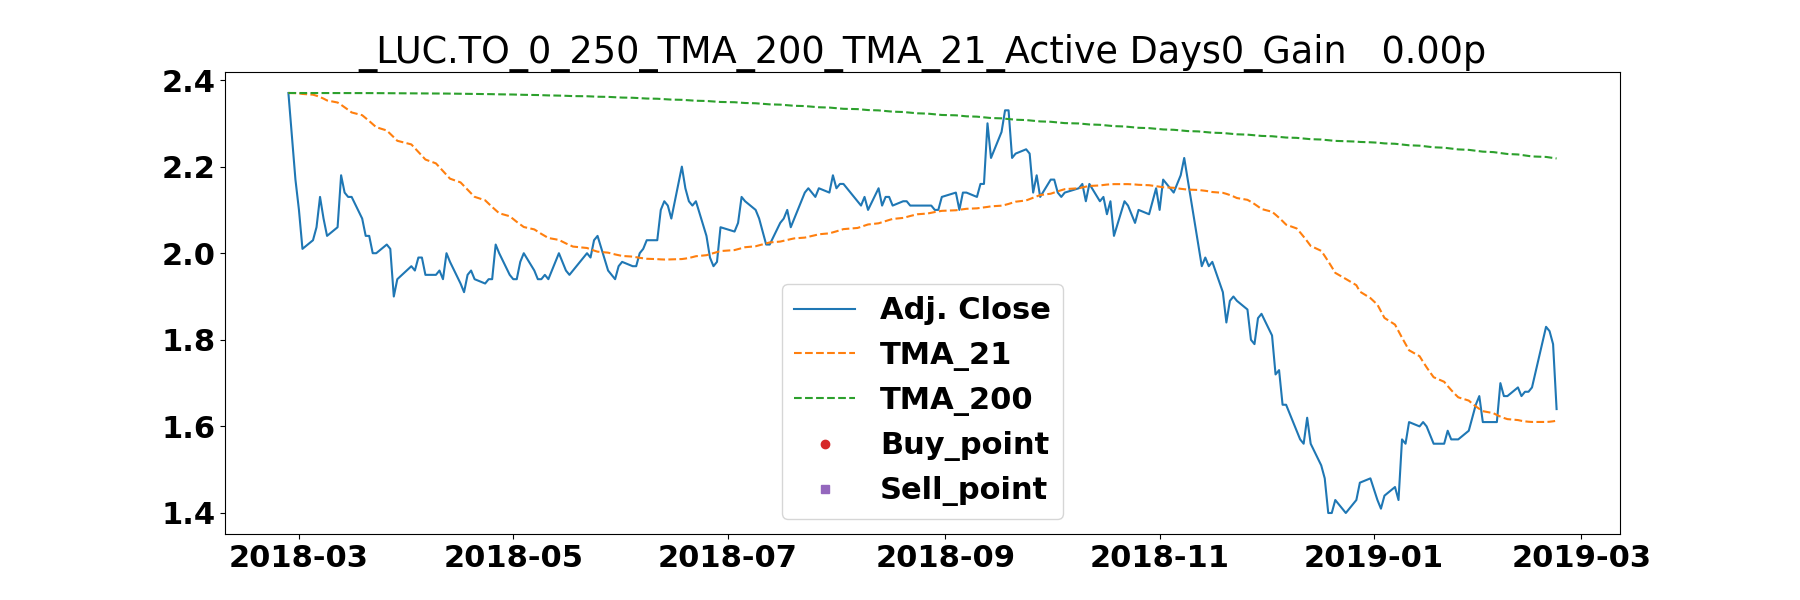 _LUC.TO_0_250_TMA_200_TMA_21_Active Days0_Gain   0.00p
2.4
2.2
2.0
1.8
1.6
1.4
Adj. Close
TMA_21
TMA_200
Buy_point
Sell_point
2018-03 2018-05 2018-07 2018-09 2018-11 2019-01 2019-03